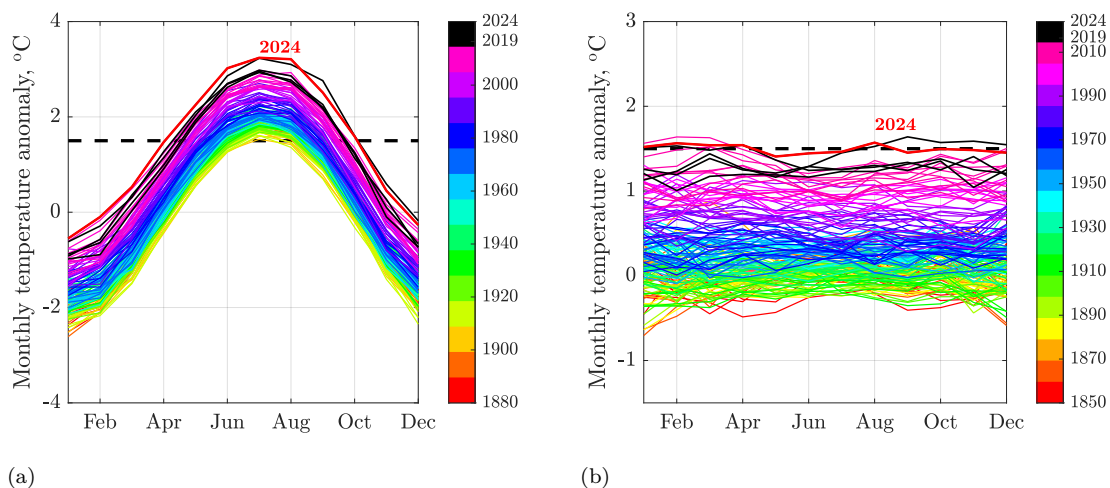 Monthly temperature anomaly, °C
4
2
0
-2
-4
Feb
Apr
Jun
Aug
Oct
Dec
2024
2024
2019
2000
1980
1960
1940
1920
1900
1880
(a)
Monthly temperature anomaly, °C
3
2
1
0
-1
Feb
Apr
Jun
Aug
Oct
Dec
2024
2024
2019
2010
1990
1970
1950
1930
1910
1890
1870
1850
(b)